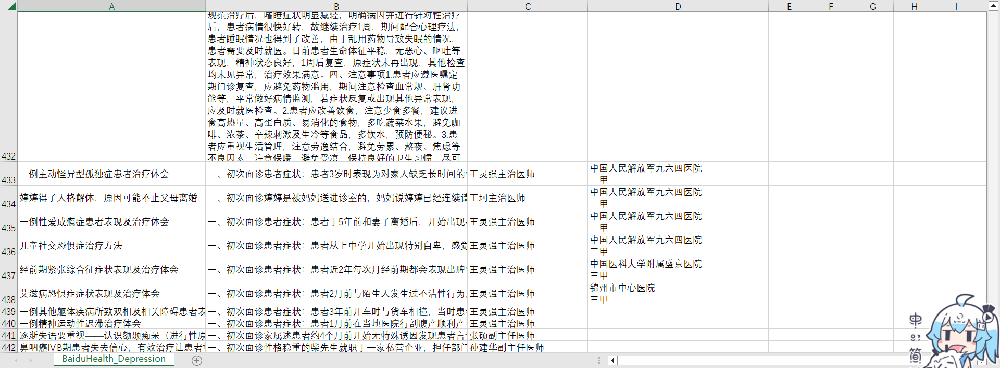 A B C D E F G H I
规范治疗后，嗜睡症状明显减轻，明确病因并进行针对性治疗
后，患者病情很快好转，故继续治疗1周，期间配合心理疗法，
患者睡眠情况也得到了改善，由于乱用药物导致失眠的情况，
患者需要及时就医。目前患者生命体征平稳，无恶心、呕吐等
表现，精神状态良好，1周后复查，原症状未再出现，其他检查
均未见异常，治疗效果满意。四、注意事项1.患者应遵医嘱定
期门诊复查，应避免药物滥用，期间注意检查血常规、肝肾功
能等，平常做好病情监测，若症状反复或出现其他异常表现，
应及时就医检查。2.患者应改善饮食，注意少食多餐，建议进
食高热量、高蛋白质、易消化的食物，多吃蔬菜水果，避免咖
啡、浓茶、辛辣刺激及生冷等食品，多饮水，预防便秘。3.患
者应重视生活管理，注意劳逸结合，避免劳累、熬夜、焦虑等
不良因素，注意保暖，避免受凉，保持良好的卫生习惯，尽可
432
433 一例主动怪异型孤独症患者治疗体会 一、初次面诊患者症状：患者3岁时表现为对家人缺乏长时间的 王灵强主治医师 中国人民解放军九六四医院
三甲
434 婷婷得了人格解体，原因可能不止父母离婚 一、初次面诊婷婷是被妈妈送进诊室的，妈妈说婷婷已经连续请 王珂主治医师 中国人民解放军九六四医院
三甲
435 一例性爱成瘾症患者表现及治疗体会 一、初次面诊患者症状：患者于5年前和妻子离婚后，开始出现 王灵强主治医师 中国人民解放军九六四医院
三甲
436 儿童社交恐惧症治疗方法 一、初次面诊患者症状：患者从上中学开始出现特别自卑，感觉 王灵强主治医师 中国人民解放军九六四医院
三甲
437 经前期紧张综合征症状表现及治疗体会 一、初次面诊患者症状：患者近2年每次月经前期都会表现出脾 王灵强主治医师 中国医科大学附属盛京医院
三甲
438 艾滋病恐惧症症状表现及治疗体会 一、初次面诊患者症状：患者2月前与陌生人发生过不洁性行为， 王灵强主治医师 锦州市中心医院
三甲
439 一例其他躯体疾病所致双相及相关障碍患者表 一、初次面诊患者症状：患者3年前开车时与货车相撞，当时患 王灵强主治医师
440 一例精神运动性迟滞治疗体会 一、初次面诊患者症状：患者1月前在当地医院行剖腹产顺利产 王灵强主治医师
441 逐渐失语要重视——认识额颞痴呆（进行性原 一、初次面诊家属述患者约4个月前开始无特殊诱因发现患者言 张硕副主任医师
442 鼻咽癌IVB期患者失去信心，有效治疗让患者 一、初次面诊性格稳重的柴先生就职于一家私营企业，担任部门 孙建华副主任医师
BaiduHealth_Depression
中
简